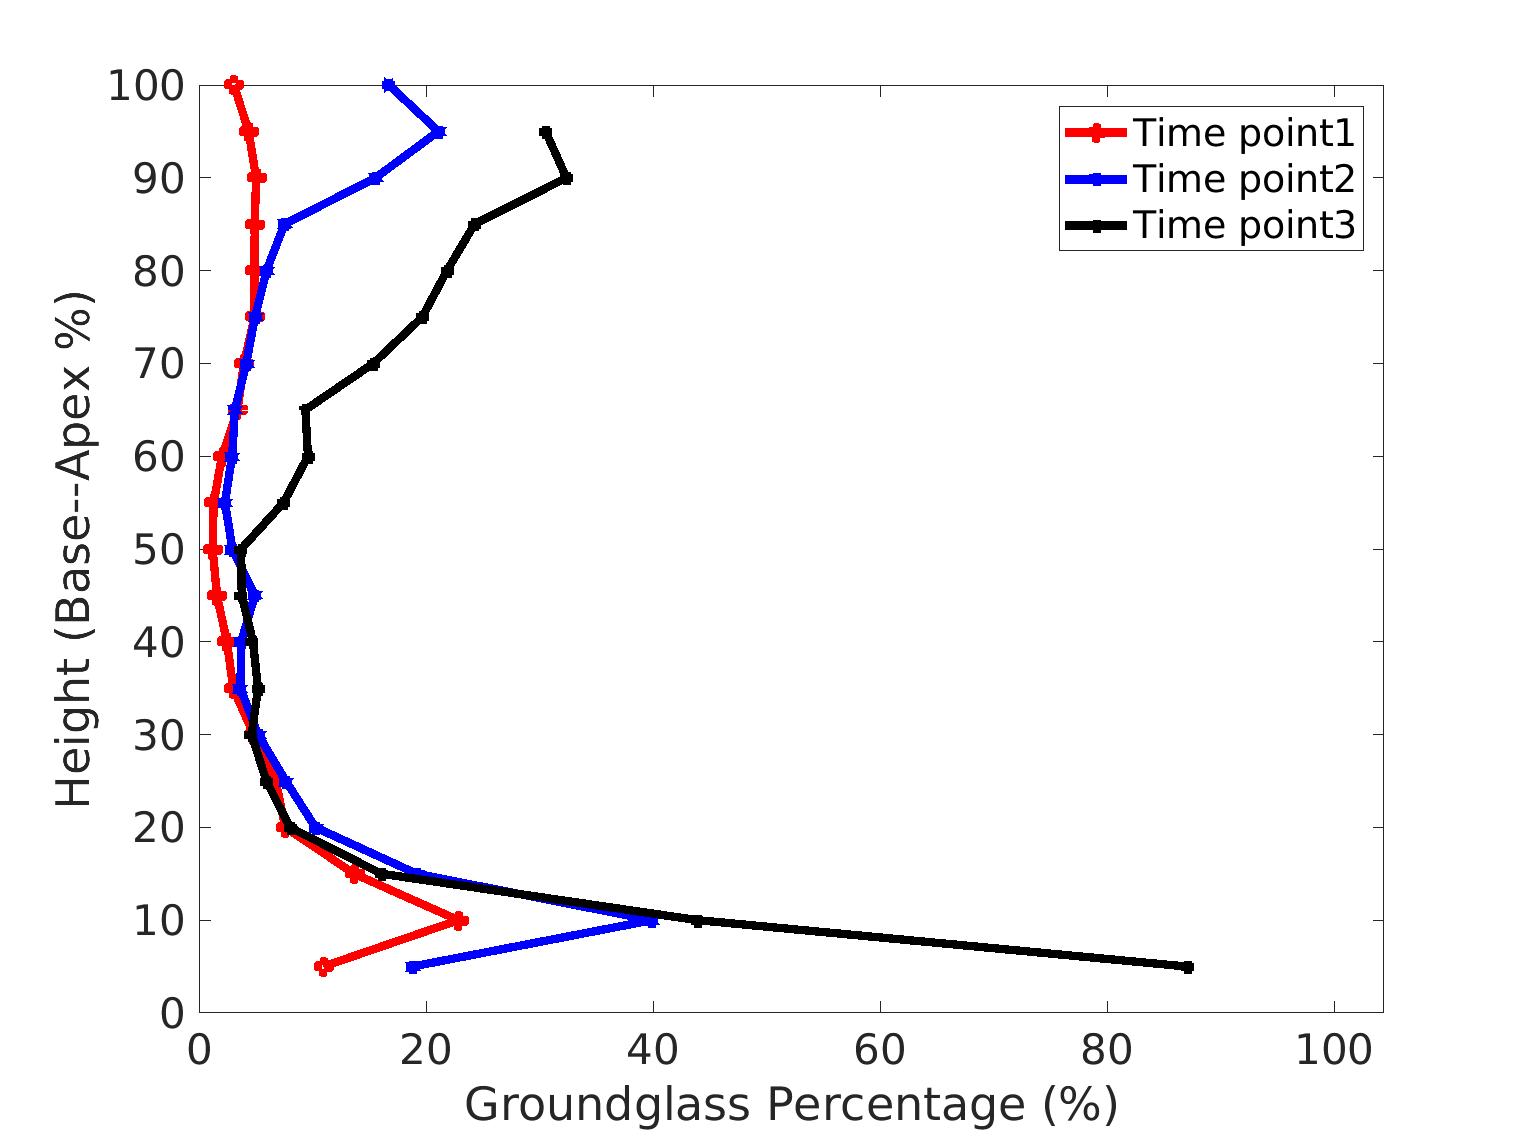 Time point1
Time point2
Time point3
100
90
80
70
60
50
40
30
20
10
0
Height (Base--Apex %)
0 20 40 60 80 100
Groundglass Percentage (%)